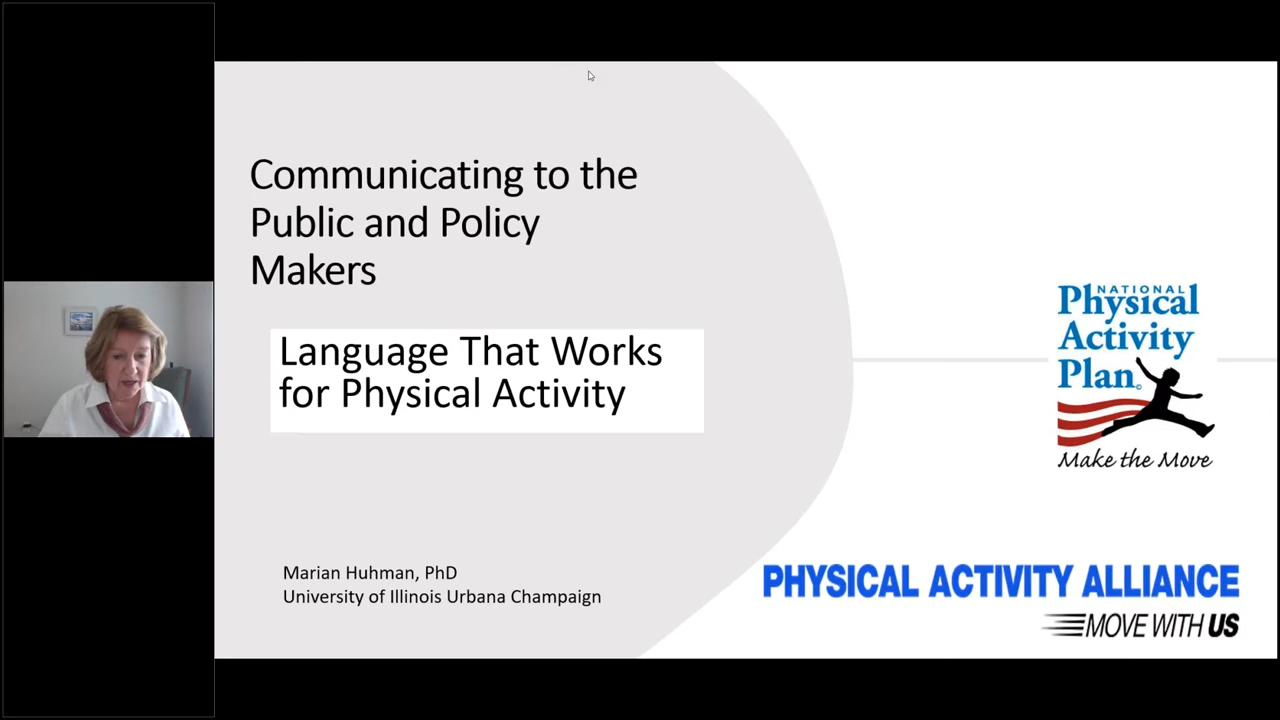 Communicating to the
Public and Policy
Makers
Language That Works
for Physical Activity
Marian Huhman, PhD
University of Illinois Urbana Champaign
NATIONAL
Physical
Activity
Plan©
Make the Move
PHYSICAL ACTIVITY ALLIANCE
MOVE WITH US